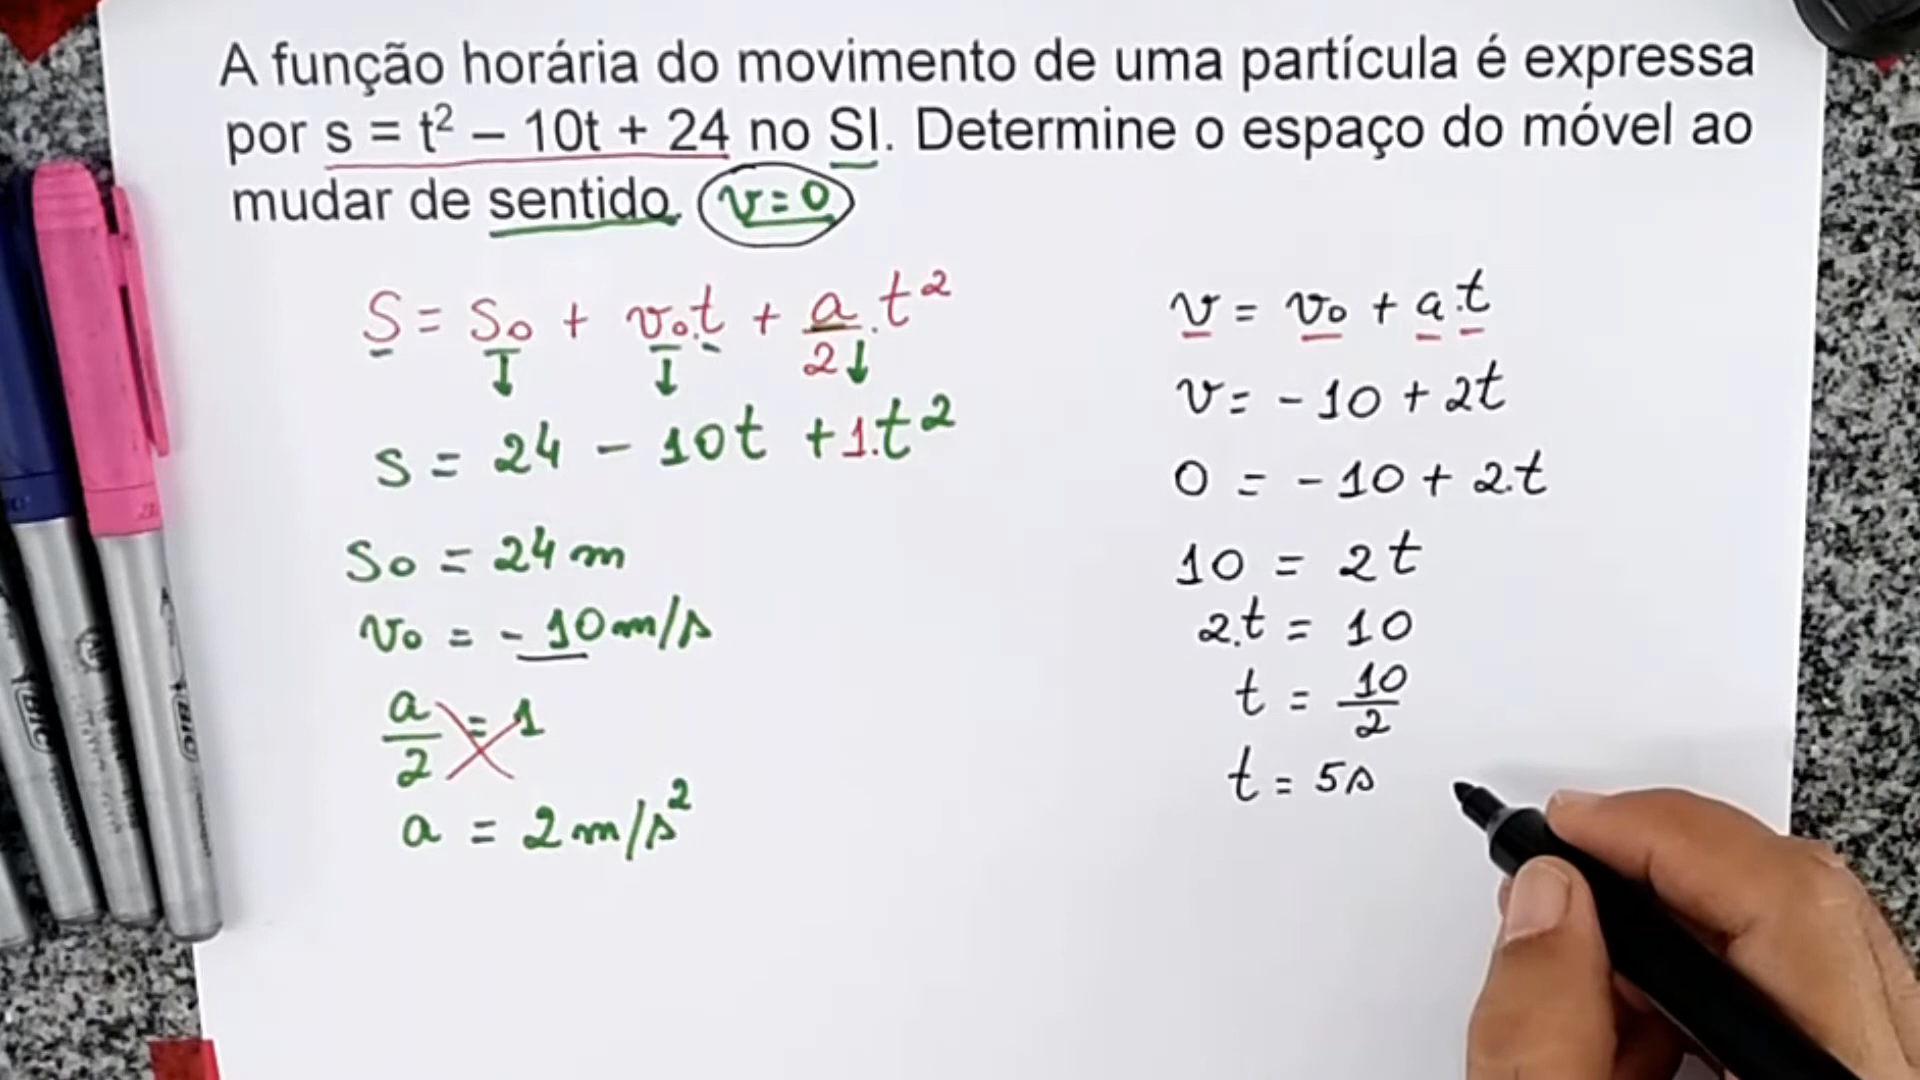 A função horária do movimento de uma partícula é expressa
por s = t² – 10t + 24 no SI. Determine o espaço do móvel ao
mudar de sentido. v = 0
S = S₀ + v₀.t + a/2 . t²
s = 24 - 10t + 1.t²
S₀ = 24 m
v₀ = - 10 m/s
a/2 = 1
a = 2 m/s²
v = v₀ + a.t
v = - 10 + 2t
0 = - 10 + 2.t
10 = 2t
2.t = 10
t = 10/2
t = 5s
BIC
BIC